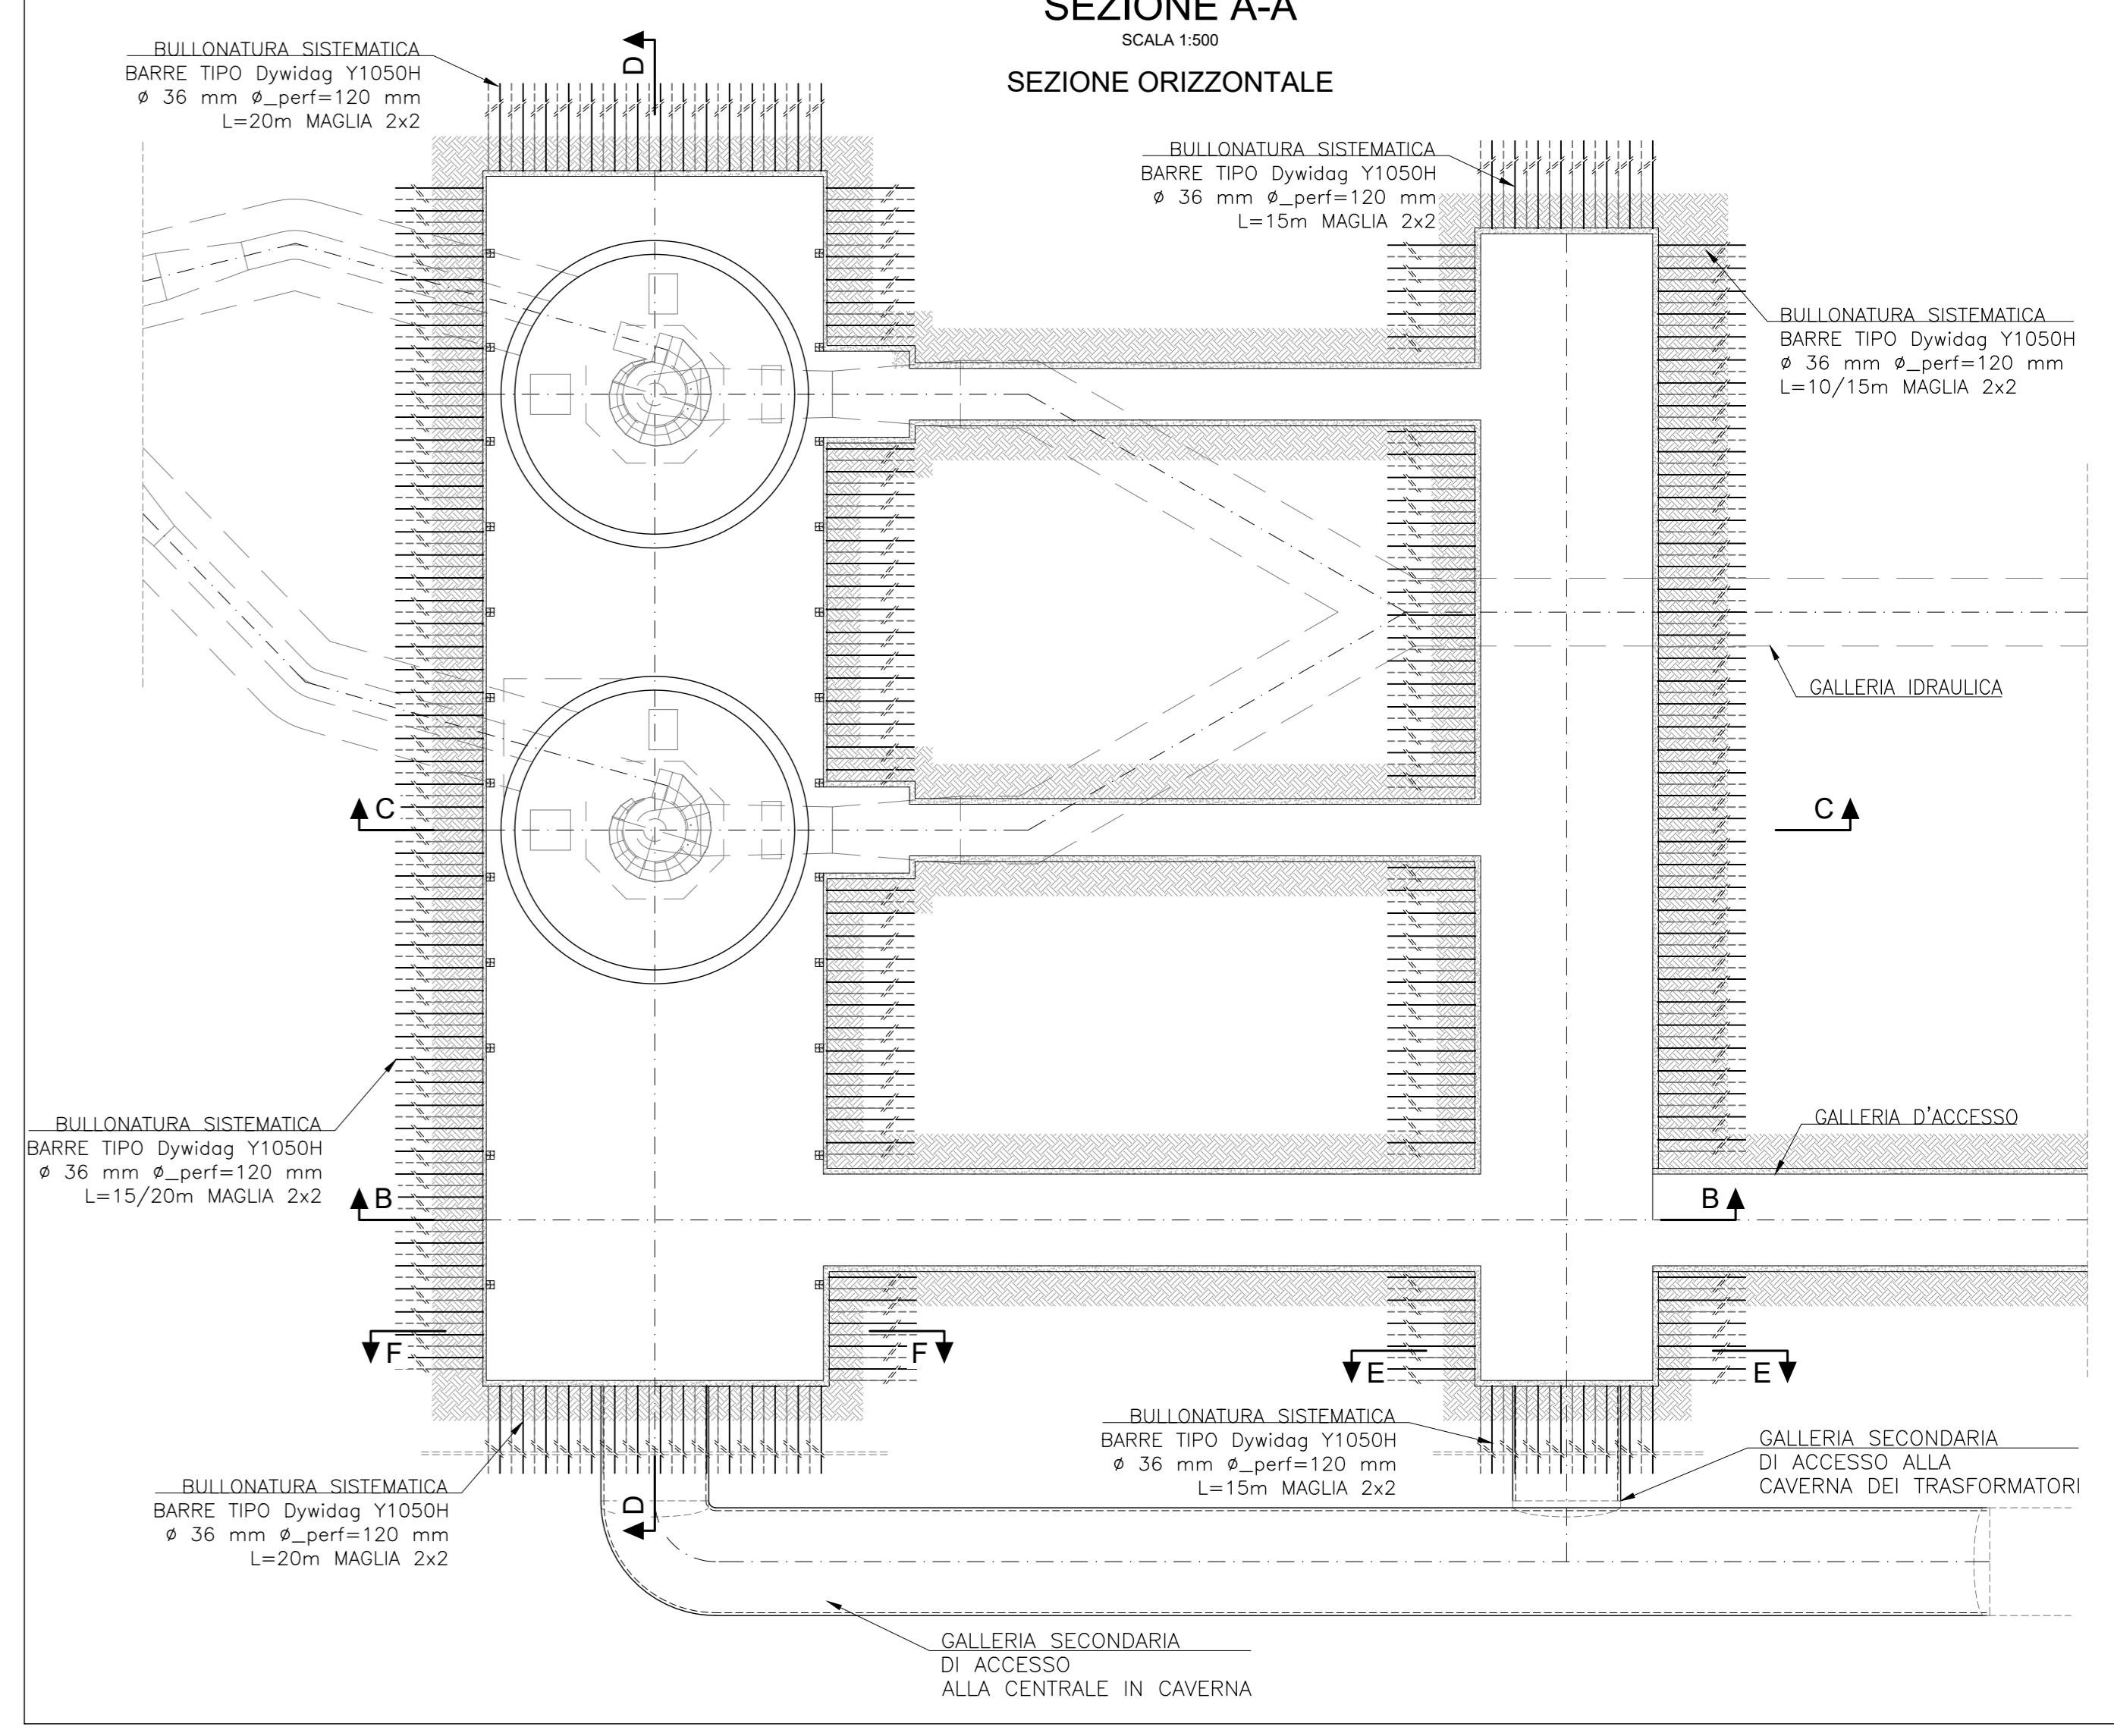 SEZIONE A-A
SCALA 1:500
SEZIONE ORIZZONTALE
BULLONATURA SISTEMATICA
BARRE TIPO Dywidag Y1050H
ø 36 mm ø_perf=120 mm
L=20m MAGLIA 2x2
D
BULLONATURA SISTEMATICA
BARRE TIPO Dywidag Y1050H
ø 36 mm ø_perf=120 mm
L=15m MAGLIA 2x2
BULLONATURA SISTEMATICA
BARRE TIPO Dywidag Y1050H
ø 36 mm ø_perf=120 mm
L=10/15m MAGLIA 2x2
GALLERIA IDRAULICA
C
C
GALLERIA D'ACCESSO
BULLONATURA SISTEMATICA
BARRE TIPO Dywidag Y1050H
ø 36 mm ø_perf=120 mm
L=15/20m MAGLIA 2x2
B
B
F
F
E
E
BULLONATURA SISTEMATICA
BARRE TIPO Dywidag Y1050H
ø 36 mm ø_perf=120 mm
L=15m MAGLIA 2x2
GALLERIA SECONDARIA
DI ACCESSO ALLA
CAVERNA DEI TRASFORMATORI
BULLONATURA SISTEMATICA
BARRE TIPO Dywidag Y1050H
ø 36 mm ø_perf=120 mm
L=20m MAGLIA 2x2
D
GALLERIA SECONDARIA
DI ACCESSO
ALLA CENTRALE IN CAVERNA